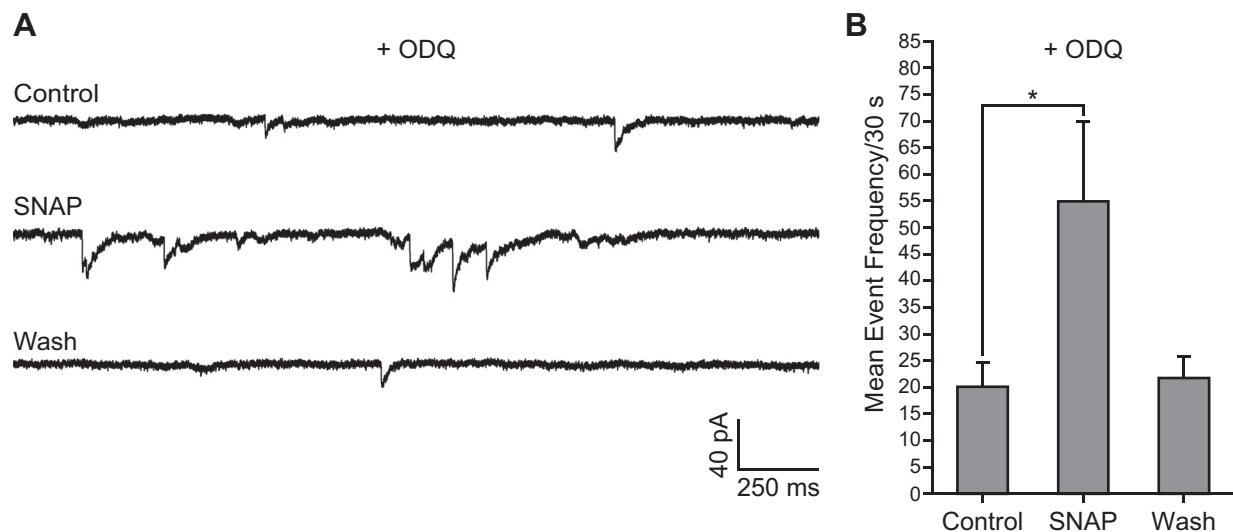 A
+ ODQ
Control
SNAP
Wash
40 pA
250 ms
B
+ ODQ
Mean Event Frequency/30 s
85
80
75
70
65
60
55
50
45
40
35
30
25
20
15
10
5
0
*
Control SNAP Wash